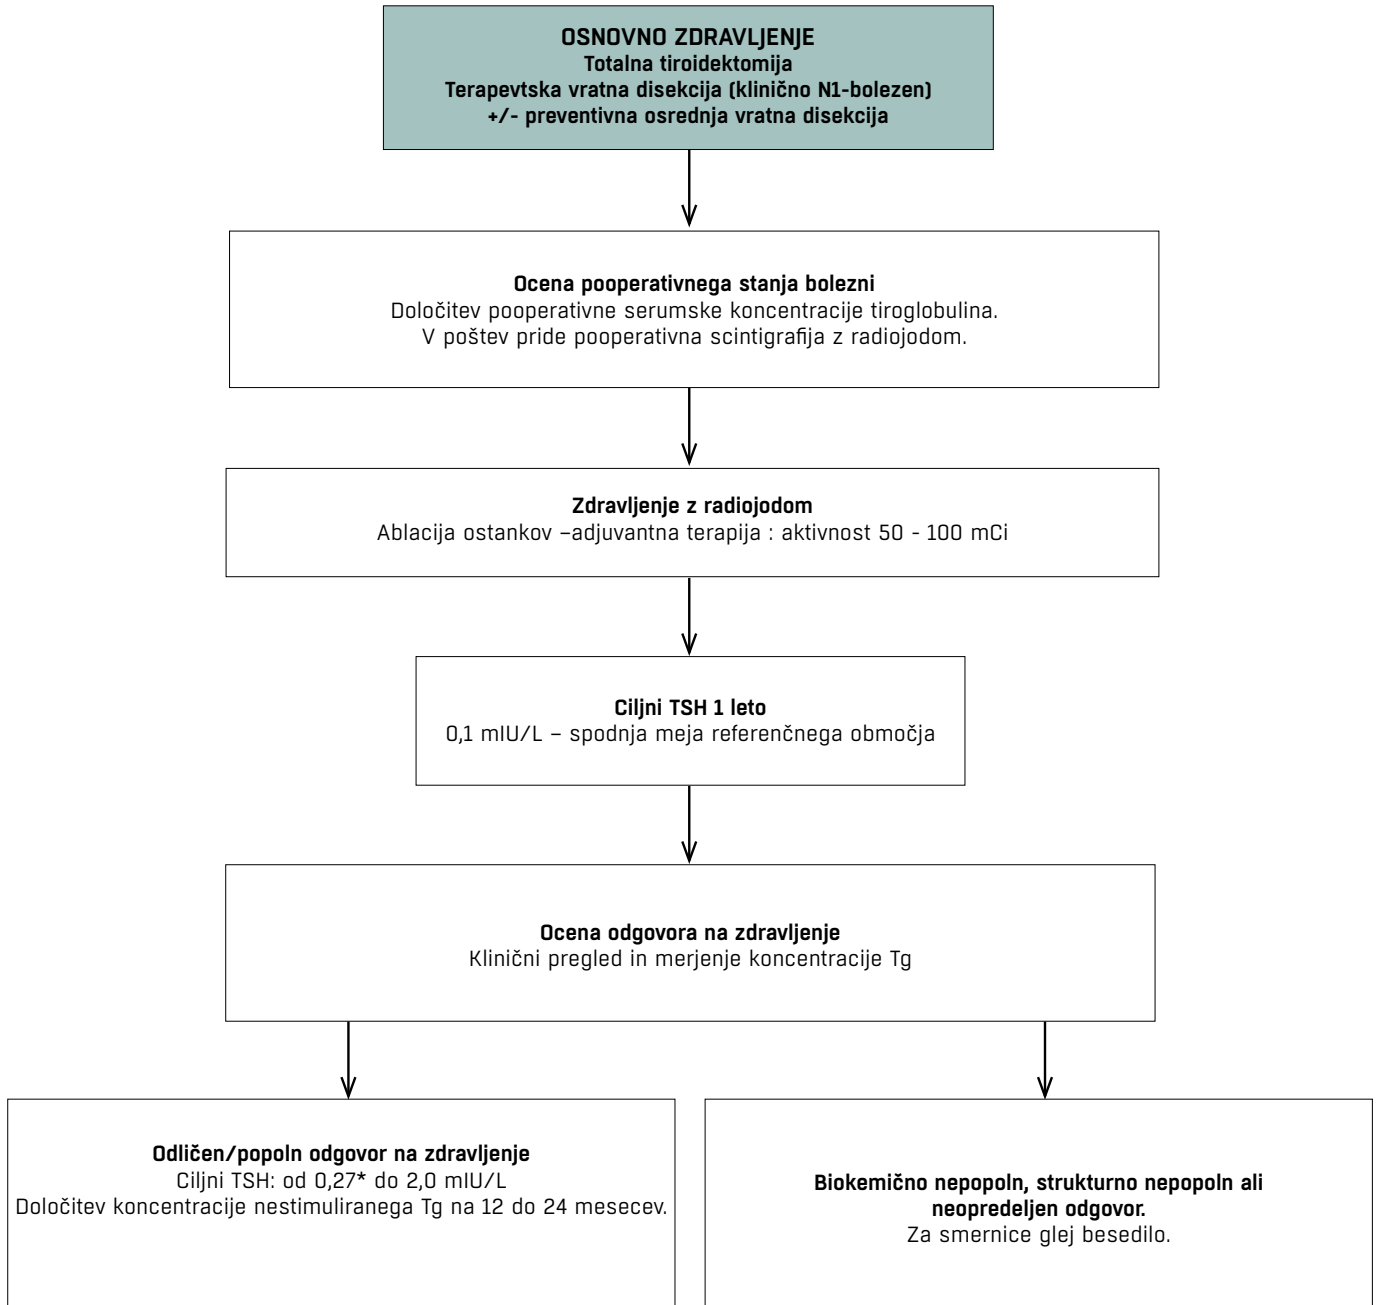 OSNOVNO ZDRAVLJENJE
Totalna tiroidektomija
Terapevtska vratna disekcija (klinično N1-bolezen)
+/- preventivna osrednja vratna disekcija
Ocena pooperativnega stanja bolezni
Določitev pooperativne serumske koncentracije tiroglobulina.
V poštev pride pooperativna scintigrafija z radiojodom.
Zdravljenje z radiojodom
Ablacija ostankov –adjuvantna terapija : aktivnost 50 - 100 mCi
Ciljni TSH 1 leto
0,1 mIU/L – spodnja meja referenčnega območja
Ocena odgovora na zdravljenje
Klinični pregled in merjenje koncentracije Tg
Odličen/popoln odgovor na zdravljenje
Ciljni TSH: od 0,27* do 2,0 mIU/L
Določitev koncentracije nestimuliranega Tg na 12 do 24 mesecev.
Biokemično nepopoln, strukturno nepopoln ali
neopredeljen odgovor.
Za smernice glej besedilo.